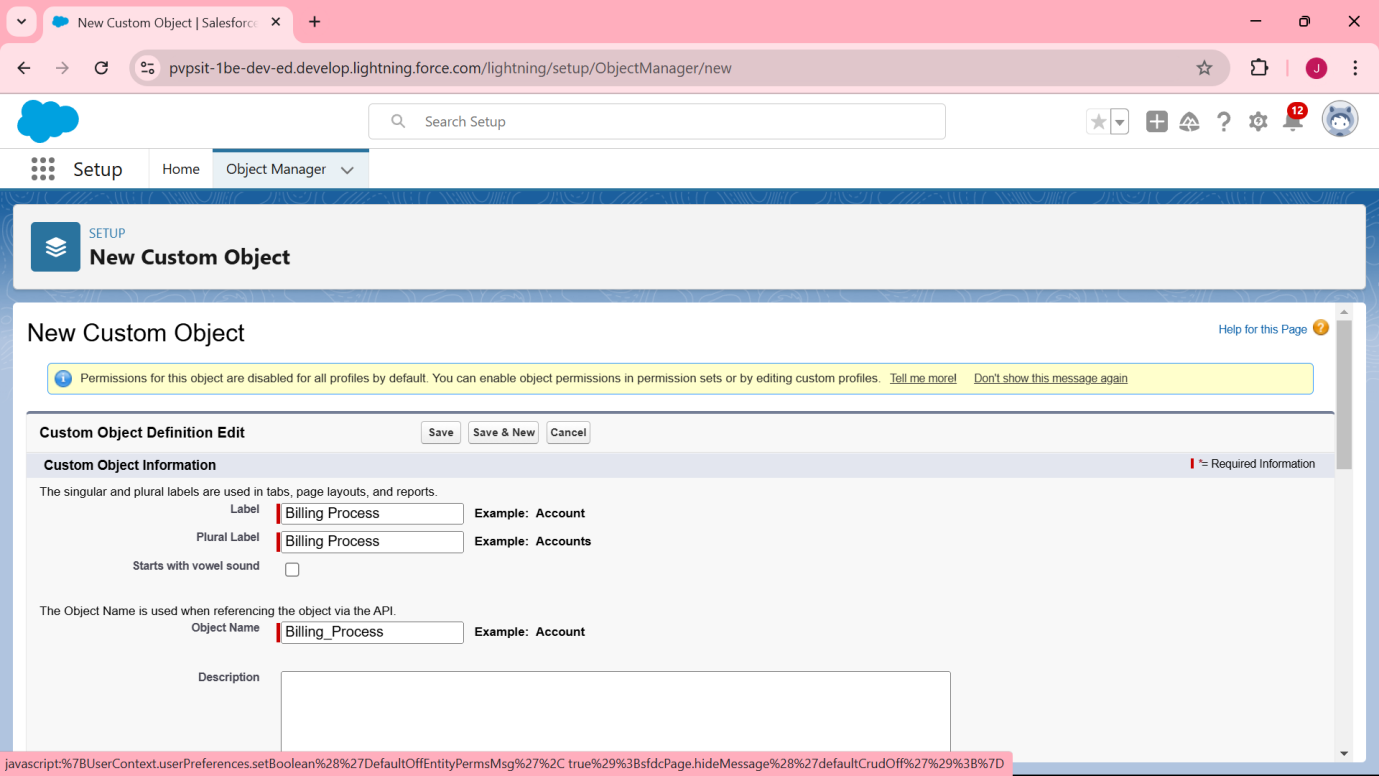 New Custom Object | Salesforce
pvpsit-1be-dev-ed.develop.lightning.force.com/lightning/setup/ObjectManager/new
J
Search Setup
12
Setup
Home
Object Manager
SETUP
New Custom Object
New Custom Object
Help for this Page
Permissions for this object are disabled for all profiles by default. You can enable object permissions in permission sets or by editing custom profiles. Tell me more! Don't show this message again
Custom Object Definition Edit
Save
Save & New
Cancel
Custom Object Information
*= Required Information
The singular and plural labels are used in tabs, page layouts, and reports.
Label
Billing Process
Example: Account
Plural Label
Billing Process
Example: Accounts
Starts with vowel sound
The Object Name is used when referencing the object via the API.
Object Name
Billing_Process
Example: Account
Description
javascript:%7BUserContext.userPreferences.setBoolean%28%27DefaultOffEntityPermsMsg%27%2C true%29%3BsfdcPage.hideMessage%28%27defaultCrudOff%27%29%3B%7D